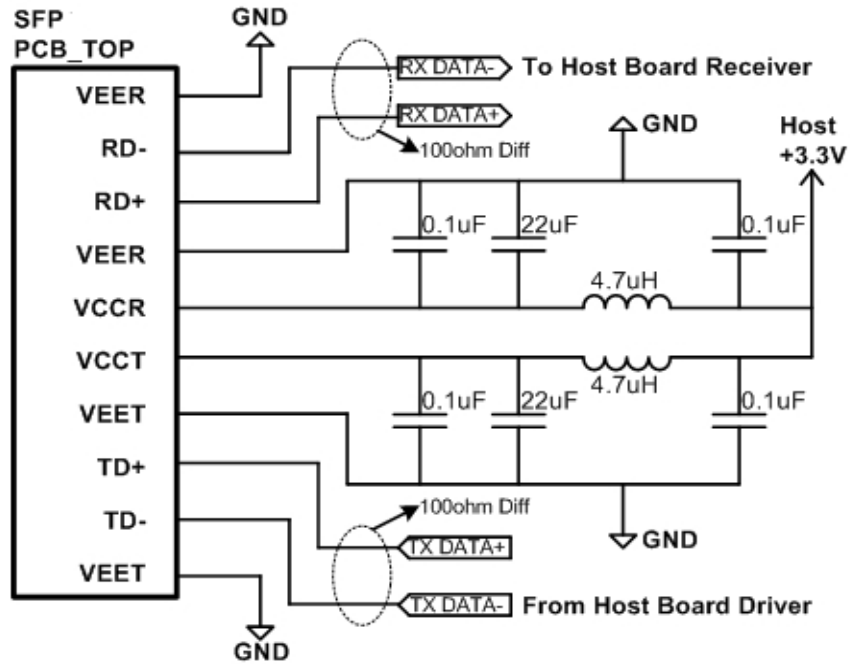 SFP
PCB_TOP
GND
VEER
RD-
RD+
VEER
VCCR
VCCT
VEET
TD+
TD-
VEET
RX DATA-
To Host Board Receiver
RX DATA+
100ohm Diff
GND
Host
+3.3V
0.1uF
22uF
0.1uF
4.7uH
4.7uH
0.1uF
22uF
0.1uF
100ohm Diff
GND
TX DATA+
TX DATA-
From Host Board Driver
GND